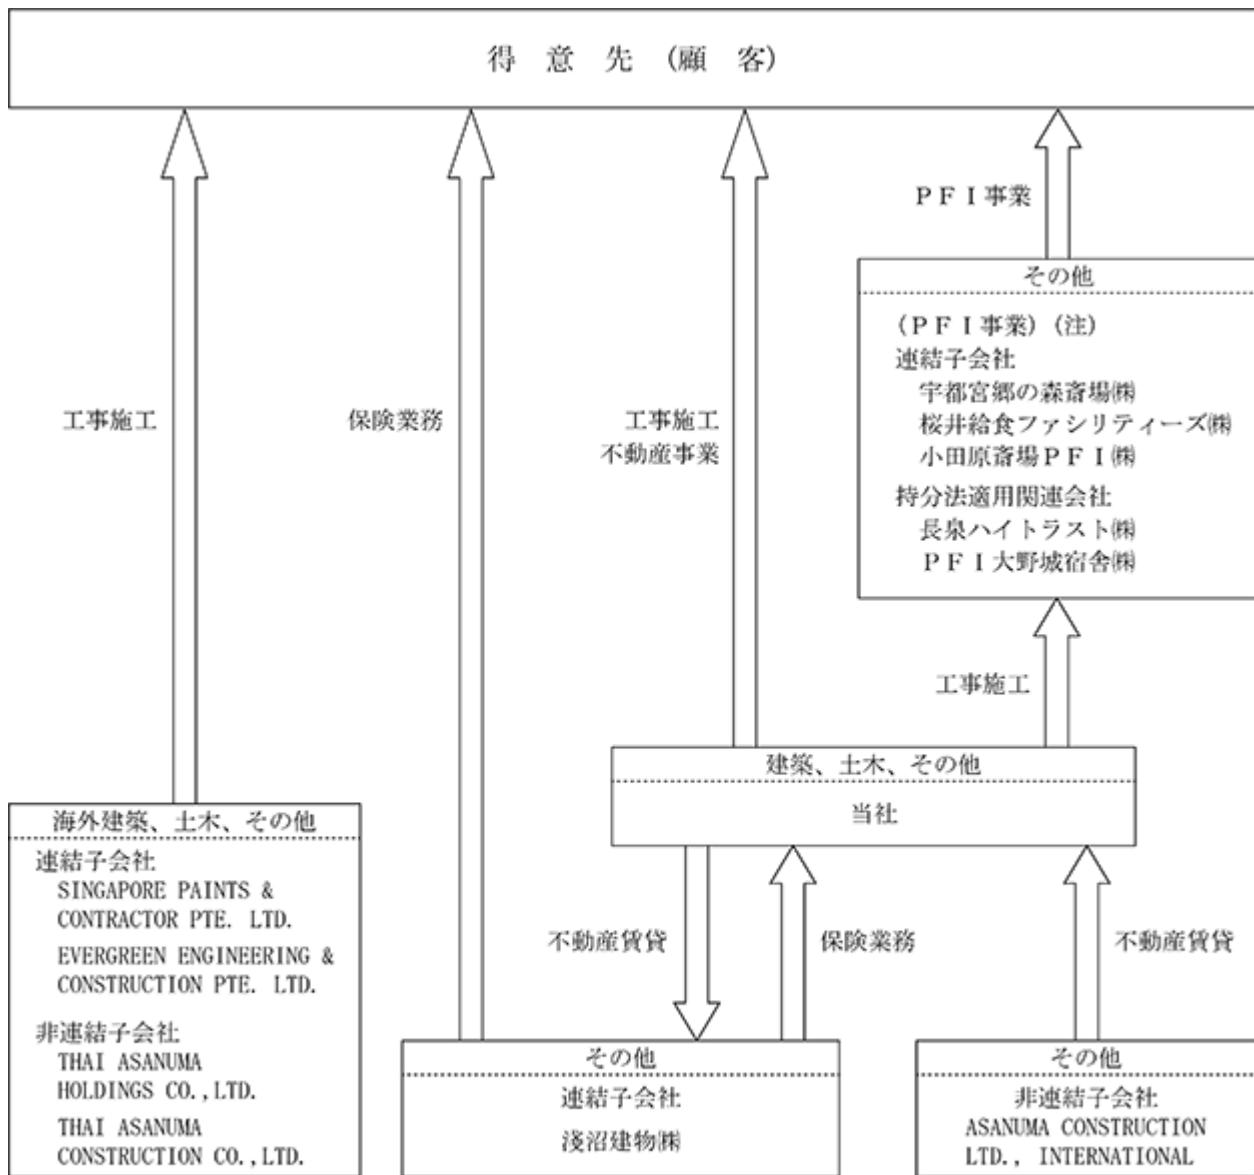 得 意 先 (顧 客)
ＰＦＩ事業
その他
(ＰＦＩ事業) (注)
連結子会社
宇都宮郷の森斎場㈱
桜井給食ファシリティーズ㈱
小田原斎場ＰＦＩ㈱
持分法適用関連会社
長泉ハイトラスト㈱
ＰＦＩ大野城宿舎㈱
工事施工
保険業務
工事施工
不動産事業
工事施工
建築、土木、その他
当社
海外建築、土木、その他
連結子会社
SINGAPORE PAINTS &
CONTRACTOR PTE. LTD.
EVERGREEN ENGINEERING &
CONSTRUCTION PTE. LTD.
非連結子会社
THAI ASANUMA
HOLDINGS CO.,LTD.
THAI ASANUMA
CONSTRUCTION CO.,LTD.
不動産賃貸
保険業務
不動産賃貸
その他
連結子会社
淺沼建物㈱
その他
非連結子会社
ASANUMA CONSTRUCTION
LTD., INTERNATIONAL